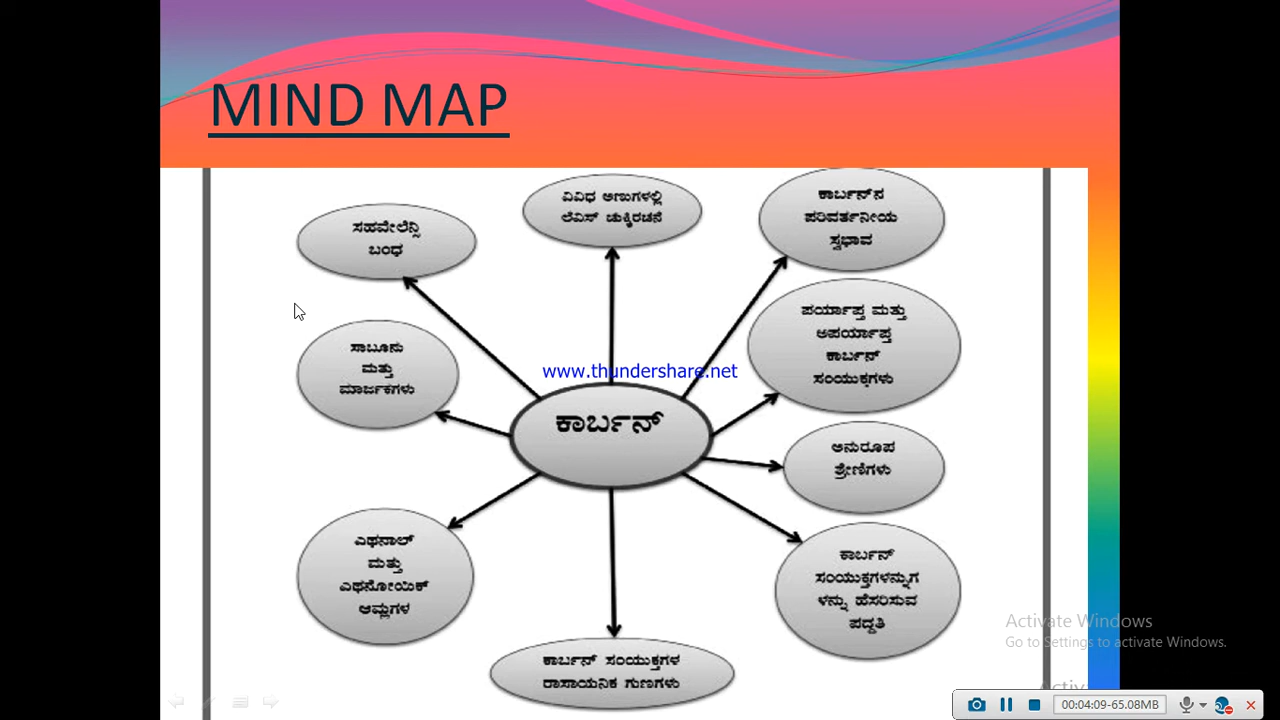 MIND MAP
ವಿವಿಧ ಅಣುಗಳಲ್ಲಿ
ಲೆವಿಸ್ ಚುಕ್ಕಿರಚನೆ
ಕಾರ್ಬನ್‌ನ
ಪರಿವರ್ತನೀಯ
ಸ್ವಭಾವ
ಸಹವೇಲೆನ್ಸಿ
ಬಂಧ
ಪರ್ಯಾಪ್ತ ಮತ್ತು
ಅಪರ್ಯಾಪ್ತ
ಕಾರ್ಬನ್
ಸಂಯುಕ್ತಗಳು
ಸಾಬೂನು
ಮತ್ತು
ಮಾರ್ಜಕಗಳು
www.thundershare.net
ಕಾರ್ಬನ್
ಅನುರೂಪ
ಶ್ರೇಣಿಗಳು
ಎಥನಾಲ್
ಮತ್ತು
ಎಥನೋಯಿಕ್
ಆಮ್ಲಗಳ
ಕಾರ್ಬನ್
ಸಂಯುಕ್ತಗಳನ್ನುಗ
ಳನ್ನು ಹೆಸರಿಸುವ
ಪದ್ದತಿ
ಕಾರ್ಬನ್ ಸಂಯುಕ್ತಗಳ
ರಾಸಾಯನಿಕ ಗುಣಗಳು
Activate Windows
Go to Settings to activate Windows.
00:04:09-65.08MB